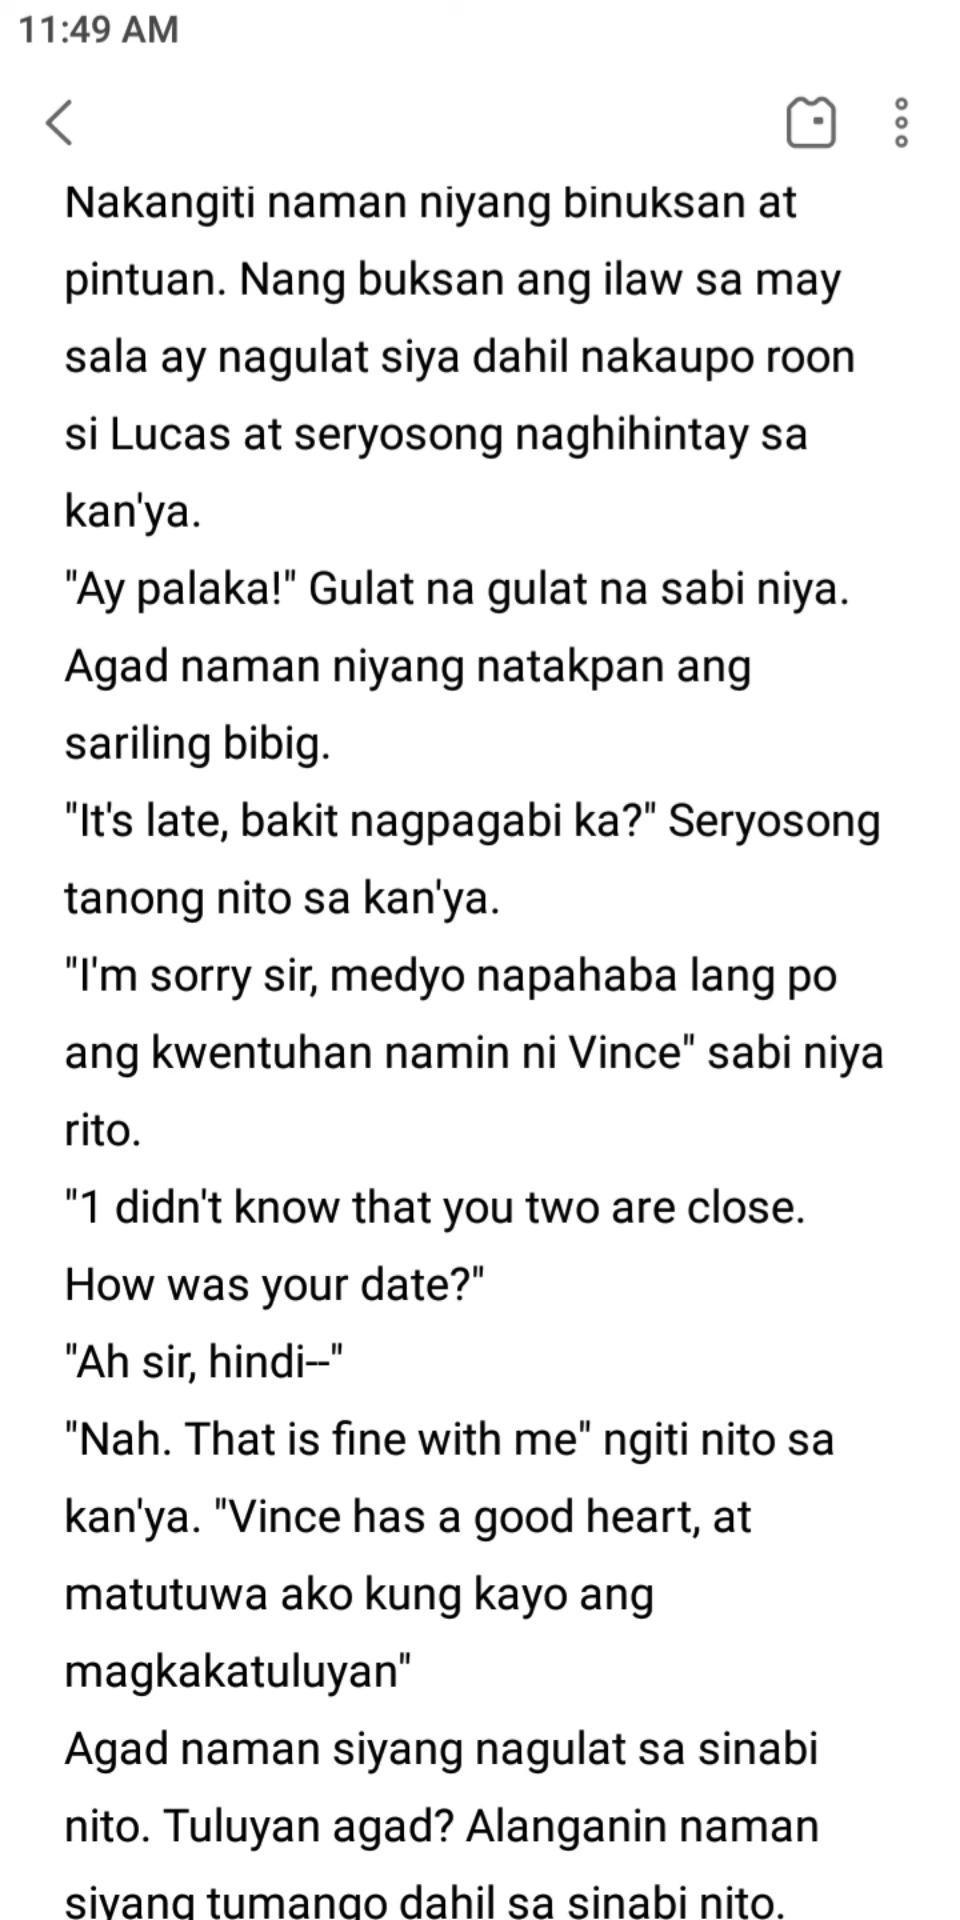 11:49 AM
Nakangiti naman niyang binuksan at
pintuan. Nang buksan ang ilaw sa may
sala ay nagulat siya dahil nakaupo roon
si Lucas at seryosong naghihintay sa
kan'ya.
"Ay palaka!" Gulat na gulat na sabi niya.
Agad naman niyang natakpan ang
sariling bibig.
"It's late, bakit nagpagabi ka?" Seryosong
tanong nito sa kan'ya.
"I'm sorry sir, medyo napahaba lang po
ang kwentuhan namin ni Vince" sabi niya
rito.
"1 didn't know that you two are close.
How was your date?"
"Ah sir, hindi--"
"Nah. That is fine with me" ngiti nito sa
kan'ya. "Vince has a good heart, at
matutuwa ako kung kayo ang
magkakatuluyan"
Agad naman siyang nagulat sa sinabi
nito. Tuluyan agad? Alanganin naman
siyang tumango dahil sa sinabi nito.